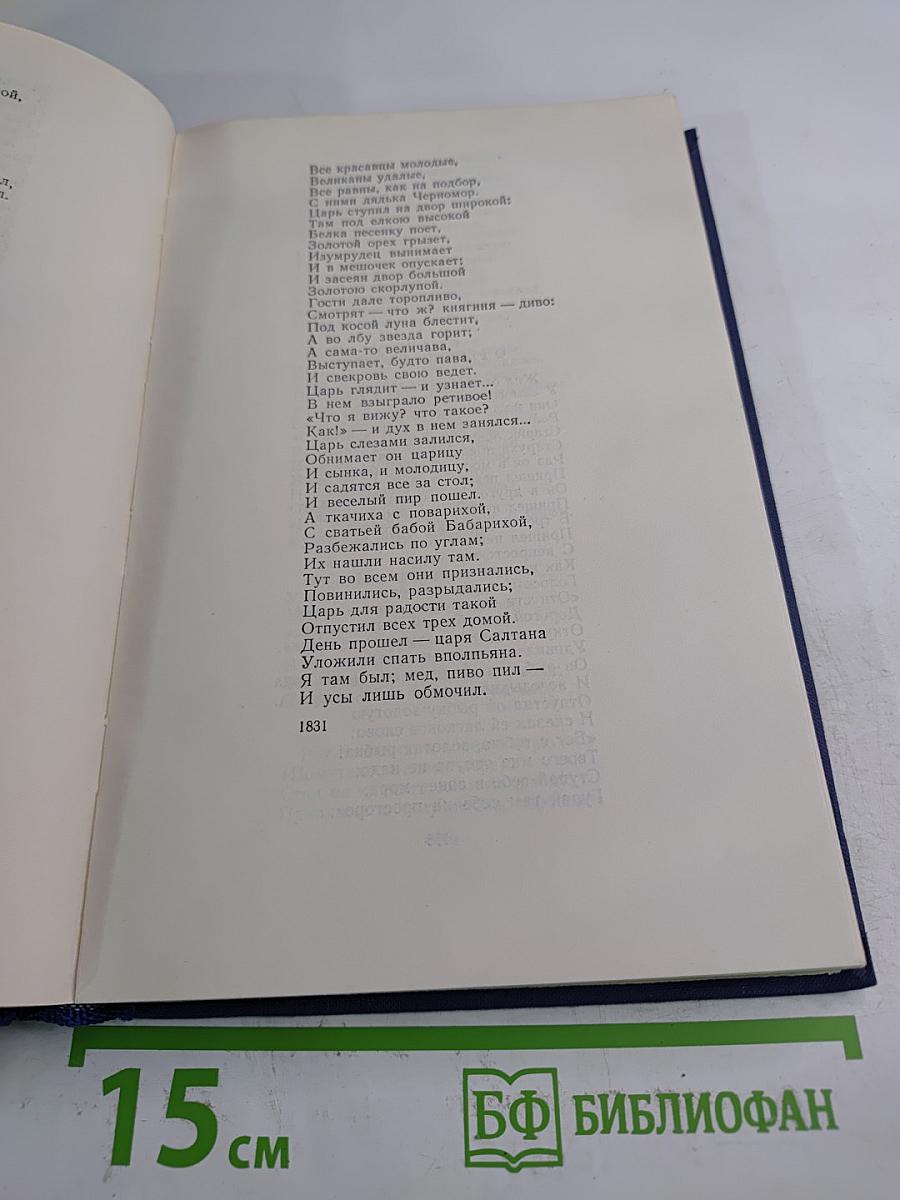 ой,
л,
л.
Все красавцы молодые,
Великаны удалые,
Все равны, как на подбор,
С ними дядька Черномор.
Царь ступил на двор широкой:
Там под елкою высокой
Белка песенку поет,
Золотой орех грызет,
Изумрудец вынимает
И в мешочек опускает;
И засеян двор большой
Золотою скорлупой.
Гости дале торопливо,
Смотрят — что ж? княгиня — диво:
Под косой луна блестит,
А во лбу звезда горит;
А сама-то величава,
Выступает, будто пава,
И свекровь свою ведет.
Царь глядит — и узнает...
В нем взыграло ретивое!
«Что я вижу? что такое?
Как!» — и дух в нем занялся...
Царь слезами залился,
Обнимает он царицу
И сынка, и молодицу,
И садятся все за стол;
И веселый пир пошел.
А ткачиха с поварихой,
С сватьей бабой Бабарихой,
Разбежались по углам;
Их нашли насилу там.
Тут во всем они признались,
Повинились, разрыдались;
Царь для радости такой
Отпустил всех трех домой.
День прошел — царя Салтана
Уложили спать вполпьяна.
Я там был; мед, пиво пил —
И усы лишь обмочил.
1831
15 см
БФ БИБЛИОФАН